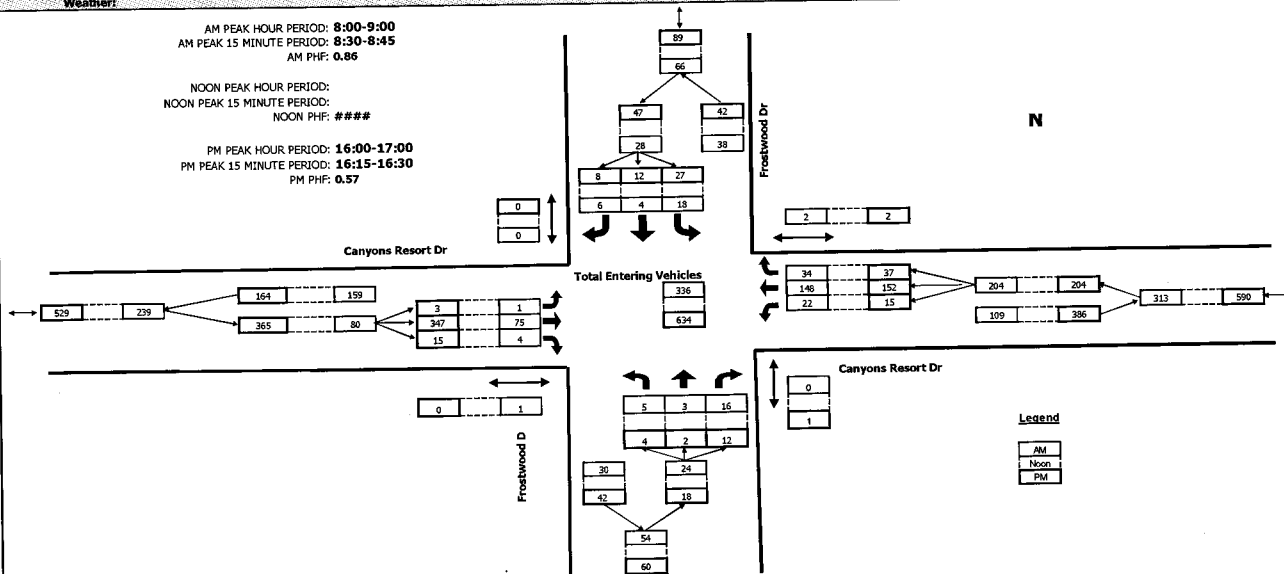 Weather:
AM PEAK HOUR PERIOD: 8:00-9:00
AM PEAK 15 MINUTE PERIOD: 8:30-8:45
AM PHF: 0.86
NOON PEAK HOUR PERIOD:
NOON PEAK 15 MINUTE PERIOD:
NOON PHF: ####
PM PEAK HOUR PERIOD: 16:00-17:00
PM PEAK 15 MINUTE PERIOD: 16:15-16:30
PM PHF: 0.57
89
66
47 42
28 38
8 12 27
6 4 18
Frostwood Dr
N
0
0
2 2
Canyons Resort Dr
Total Entering Vehicles
336
634
164 159
529 239
365 80
3 1
347 75
15 4
34 37
148 152
22 15
204 204
109 386
313 590
Canyons Resort Dr
0
1
0 1
Frostwood D
5 3 16
4 2 12
30 24
42 18
54
60
Legend
AM
Noon
PM